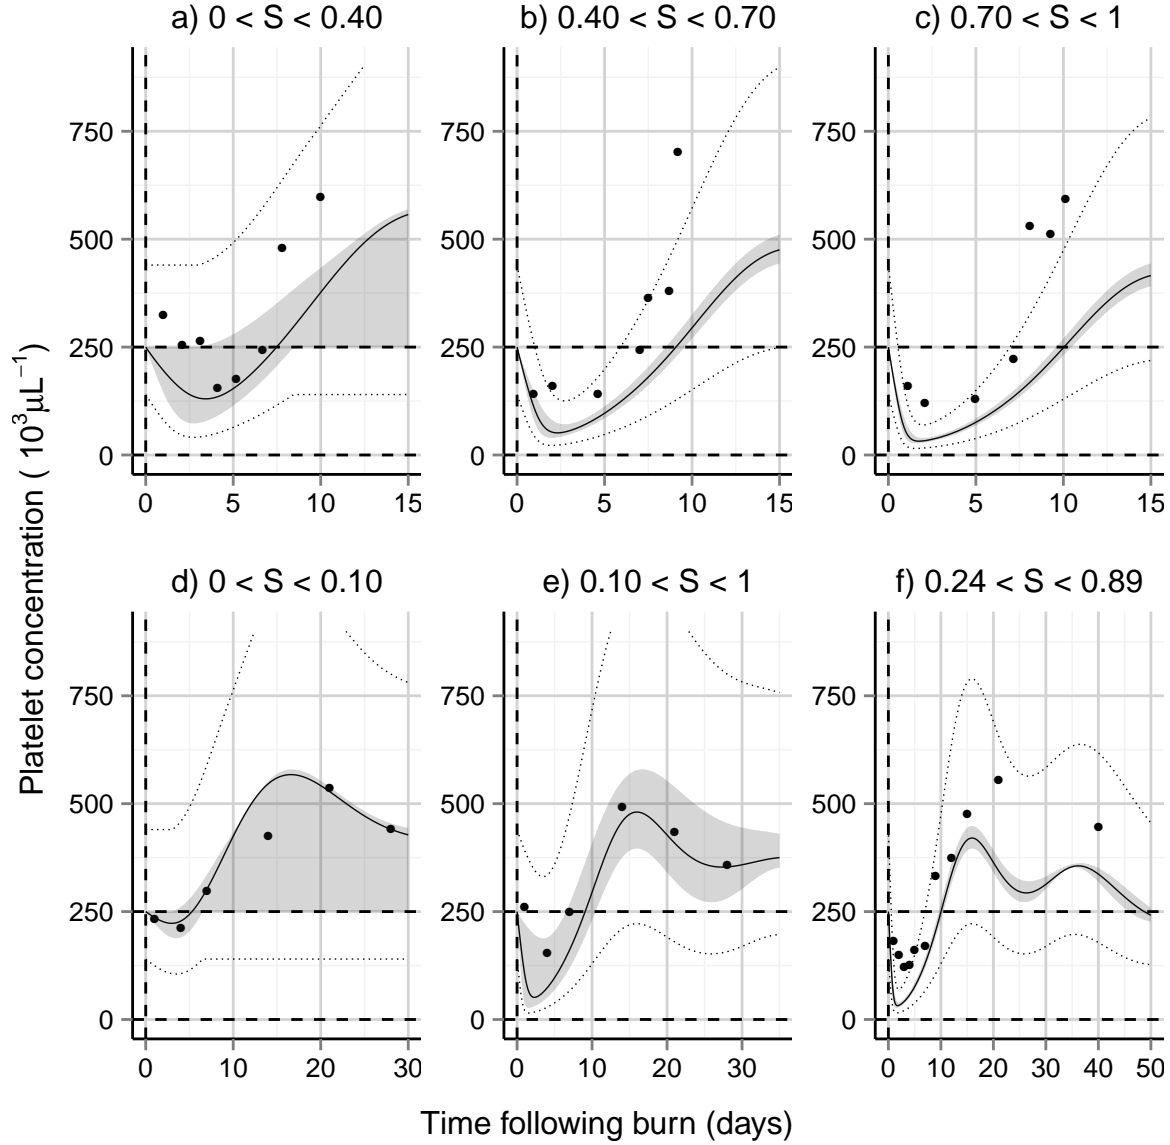 a) 0 < S < 0.40
b) 0.40 < S < 0.70
c) 0.70 < S < 1
750
500
250
0
0 5 10 15
750
500
250
0
0 5 10 15
750
500
250
0
0 5 10 15
d) 0 < S < 0.10
e) 0.10 < S < 1
f) 0.24 < S < 0.89
750
500
250
0
0 10 20 30
750
500
250
0
0 10 20 30
750
500
250
0
0 10 20 30 40 50
Platelet concentration ( 10³μL⁻¹)
Time following burn (days)